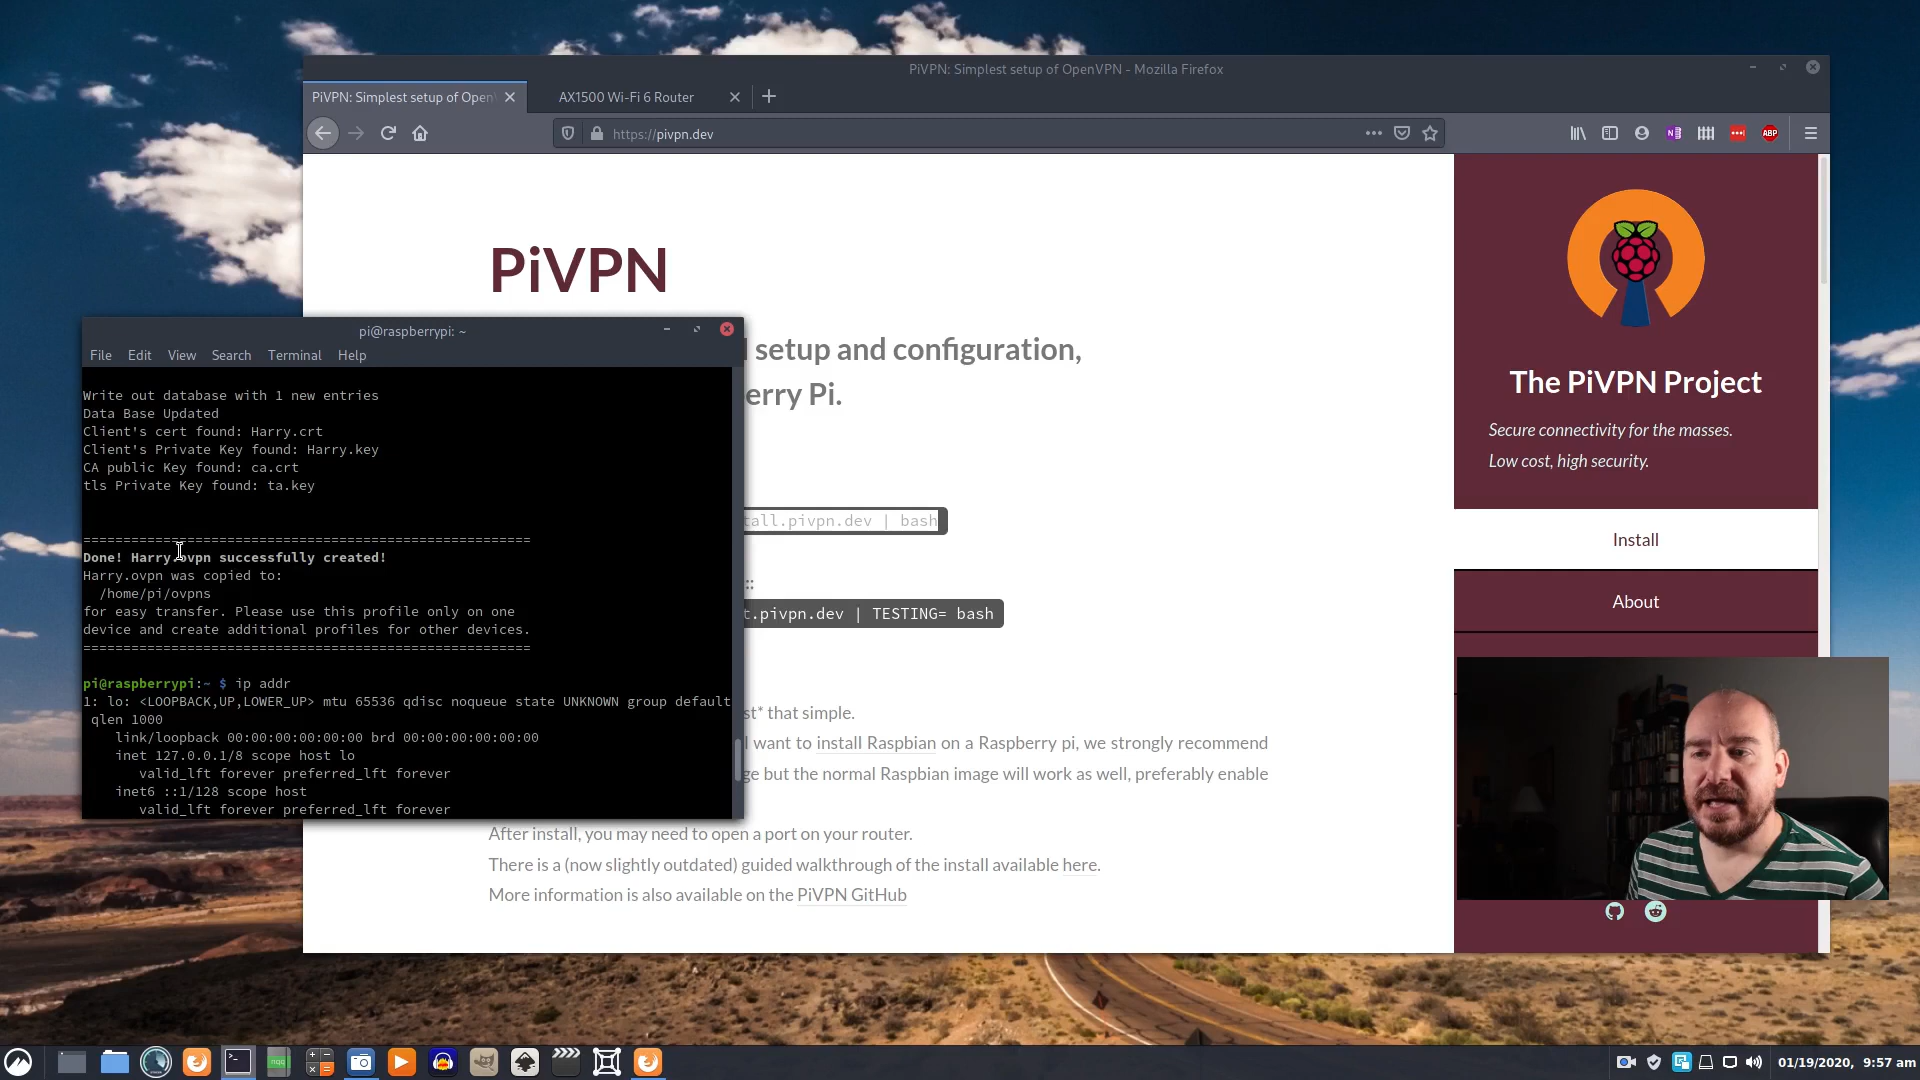 PiVPN: Simplest setup of OpenVPN - Mozilla Firefox
PiVPN: Simplest setup of Open
AX1500 Wi-Fi 6 Router
https://pivpn.dev
ABP
PiVPN
setup and configuration,
erry Pi.
tall.pivpn.dev | bash
::
t.pivpn.dev | TESTING= bash
st* that simple.
want to install Raspbian on a Raspberry pi, we strongly recommend
ge but the normal Raspbian image will work as well, preferably enable
After install, you may need to open a port on your router.
There is a (now slightly outdated) guided walkthrough of the install available here.
More information is also available on the PiVPN GitHub
The PiVPN Project
Secure connectivity for the masses.
Low cost, high security.
Install
About
pi@raspberrypi: ~
File Edit View Search Terminal Help
Write out database with 1 new entries
Data Base Updated
Client's cert found: Harry.crt
Client's Private Key found: Harry.key
CA public Key found: ca.crt
tls Private Key found: ta.key
========================================================
Done! Harry.ovpn successfully created!
Harry.ovpn was copied to:
/home/pi/ovpns
for easy transfer. Please use this profile only on one
device and create additional profiles for other devices.
========================================================
pi@raspberrypi:~ $ ip addr
1: lo: <LOOPBACK,UP,LOWER_UP> mtu 65536 qdisc noqueue state UNKNOWN group default
qlen 1000
link/loopback 00:00:00:00:00:00 brd 00:00:00:00:00:00
inet 127.0.0.1/8 scope host lo
valid_lft forever preferred_lft forever
inet6 ::1/128 scope host
valid_lft forever preferred_lft forever
nqq
01/19/2020, 9:57 am